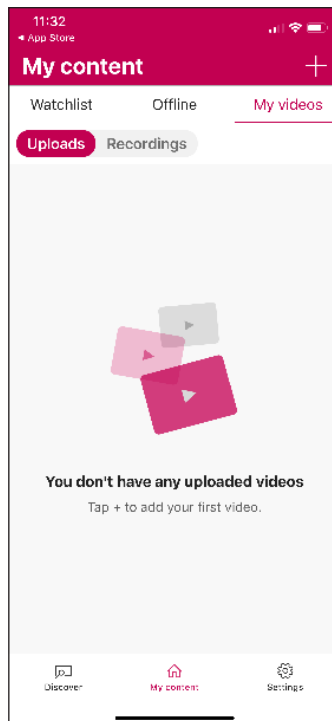 11:32
◂ App Store
My content
Watchlist Offline My videos
Uploads Recordings
You don't have any uploaded videos
Tap + to add your first video.
Discover My content Settings